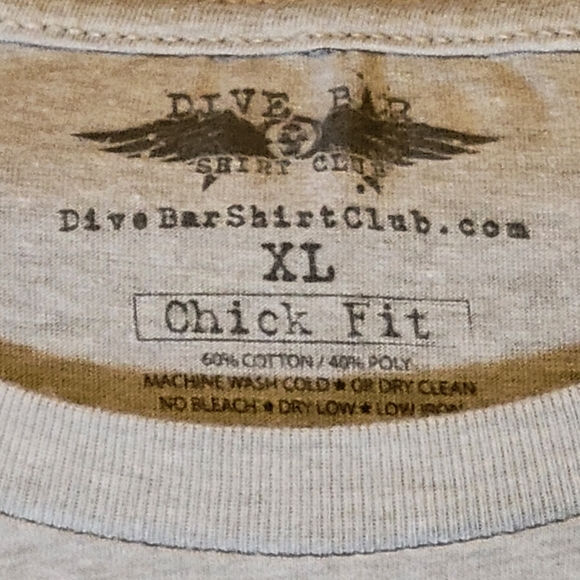 DIVE BAR
SHIRT CLUB
DiveBarShirtClub.com
XL
Chick Fit
60% COTTON / 40% POLY
MACHINE WASH COLD ★ OR DRY CLEAN
NO BLEACH ★ DRY LOW ★ LOW IRON